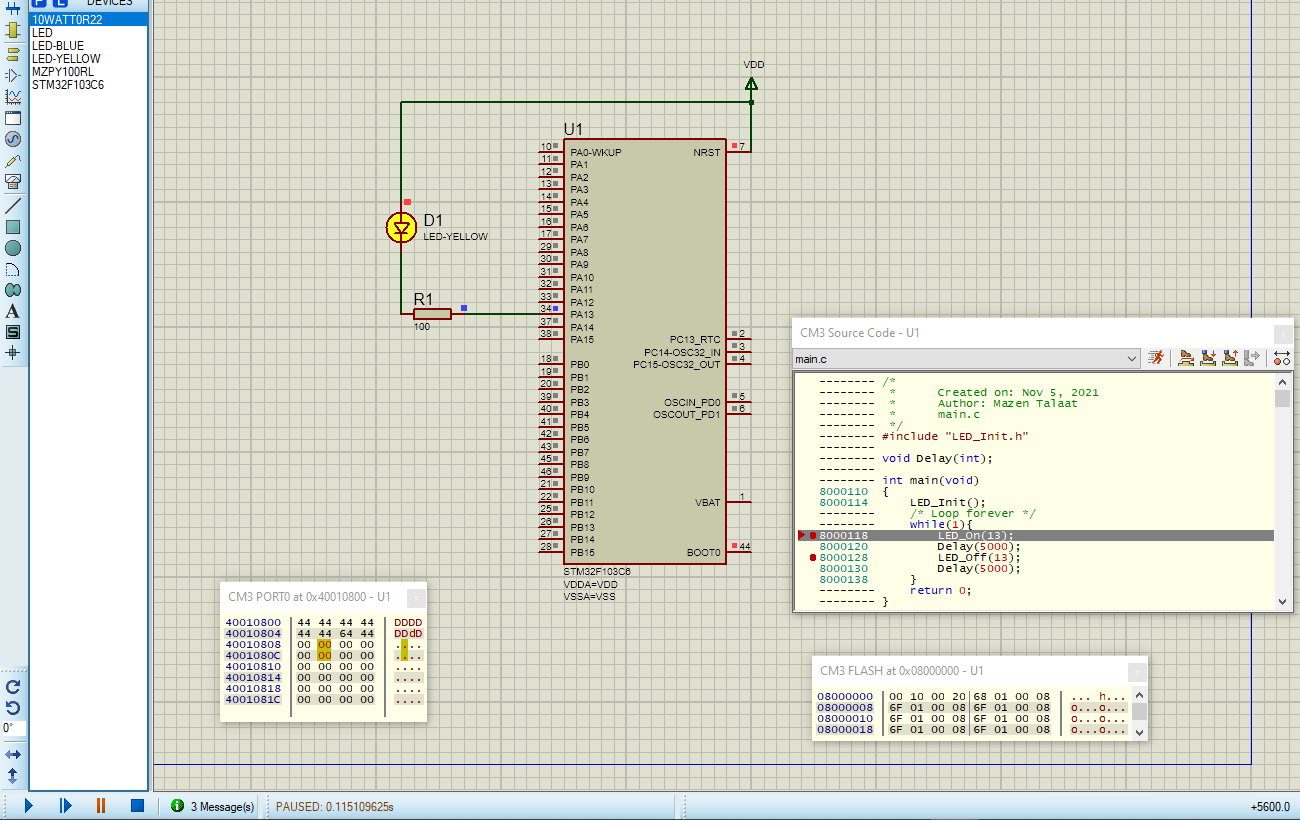 DEVICES
10WATT0R22
LED
LED-BLUE
LED-YELLOW
MZPY100RL
STM32F103C6
VDD
U1
10 PA0-WKUP
11 PA1
12 PA2
13 PA3
14 PA4
15 PA5
16 PA6
17 PA7
29 PA8
30 PA9
31 PA10
32 PA11
33 PA12
34 PA13
37 PA14
38 PA15
18 PB0
19 PB1
20 PB2
39 PB3
40 PB4
41 PB5
42 PB6
43 PB7
45 PB8
46 PB9
21 PB10
22 PB11
25 PB12
26 PB13
27 PB14
28 PB15
NRST 7
PC13_RTC 2
PC14-OSC32_IN 3
PC15-OSC32_OUT 4
OSCIN_PD0 5
OSCOUT_PD1 6
VBAT 1
BOOT0 44
STM32F103C6
VDDA=VDD
VSSA=VSS
D1
LED-YELLOW
R1
100
CM3 Source Code - U1
main.c
-------- /*
-------- * Created on: Nov 5, 2021
-------- * Author: Mazen Talaat
-------- * main.c
-------- */
-------- #include "LED_Init.h"
--------
-------- void Delay(int);
--------
-------- int main(void)
8000110 {
8000114 LED_Init();
-------- /* Loop forever */
-------- while(1){
8000118 LED_On(13);
8000120 Delay(5000);
8000128 LED_Off(13);
8000130 Delay(5000);
8000138 }
-------- return 0;
-------- }
CM3 PORT0 at 0x40010800 - U1
40010800 44 44 44 44 DDDD
40010804 44 44 64 44 DDdD
40010808 00 00 00 00 ....
4001080C 00 00 00 00 ....
40010810 00 00 00 00 ....
40010814 00 00 00 00 ....
40010818 00 00 00 00 ....
4001081C 00 00 00 00 ....
CM3 FLASH at 0x08000000 - U1
08000000 00 10 00 20 68 01 00 08 ... h...
08000008 6F 01 00 08 6F 01 00 08 o...o...
08000010 6F 01 00 08 6F 01 00 08 o...o...
08000018 6F 01 00 08 6F 01 00 08 o...o...
0°
3 Message(s)
PAUSED: 0.115109625s
+5600.0